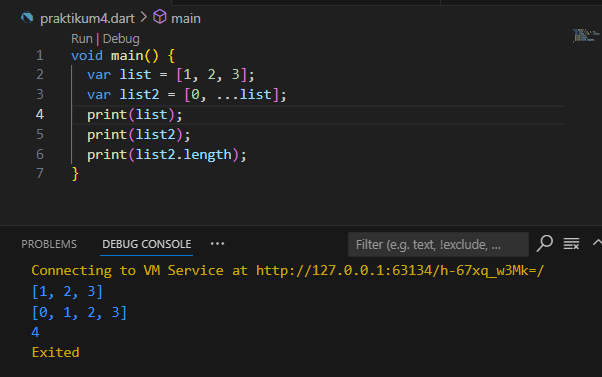 praktikum4.dart > main
Run | Debug
1 void main() {
2 var list = [1, 2, 3];
3 var list2 = [0, ...list];
4 print(list);
5 print(list2);
6 print(list2.length);
7 }
PROBLEMS DEBUG CONSOLE ··· Filter (e.g. text, !exclude, ...
Connecting to VM Service at http://127.0.0.1:63134/h-67xq_w3Mk=/
[1, 2, 3]
[0, 1, 2, 3]
4
Exited